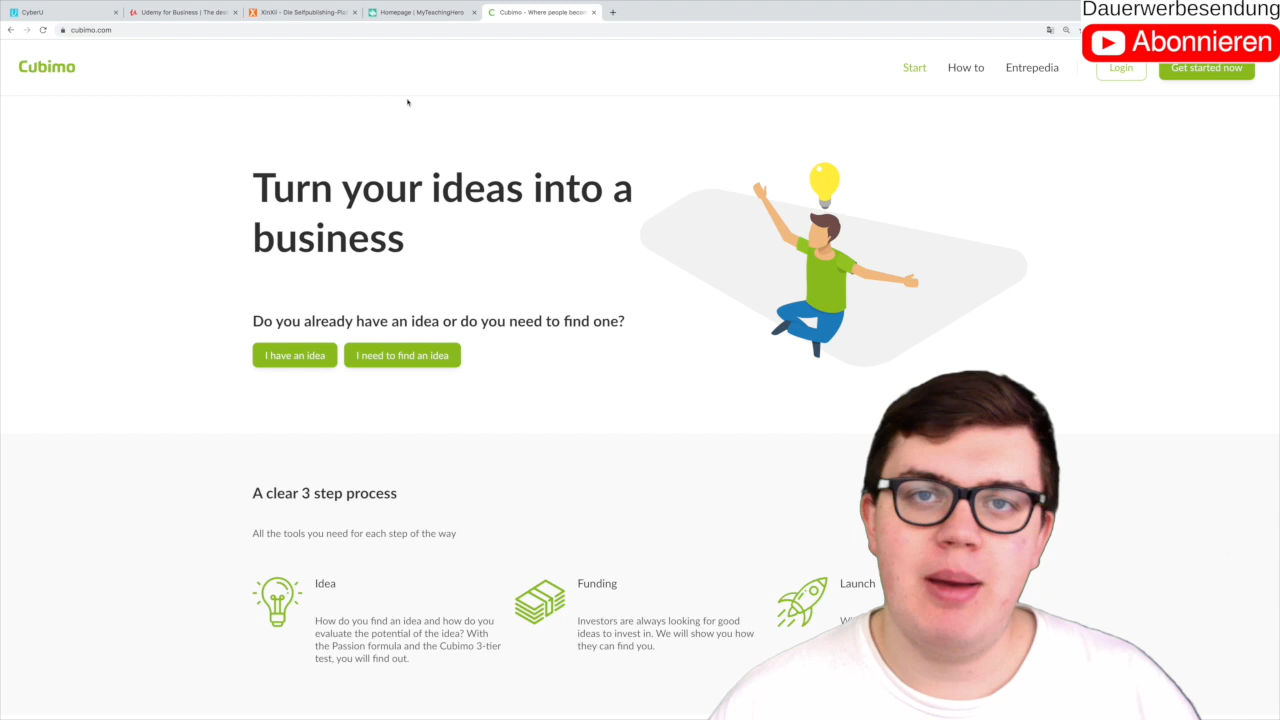 CyberU
Udemy for Business | The des
XinXii - Die Selfpublishing-Pla
Homepage | MyTeachingHero
Cubimo - Where people becom
Dauerwerbesendung
cubimo.com
Abonnieren
Cubimo
Start
How to
Entrepedia
Login
Get started now
Turn your ideas into a
business
Do you already have an idea or do you need to find one?
I have an idea
I need to find an idea
A clear 3 step process
All the tools you need for each step of the way
Idea
How do you find an idea and how do you
evaluate the potential of the idea? With
the Passion formula and the Cubimo 3-tier
test, you will find out.
Funding
Investors are always looking for good
ideas to invest in. We will show you how
they can find you.
Launch